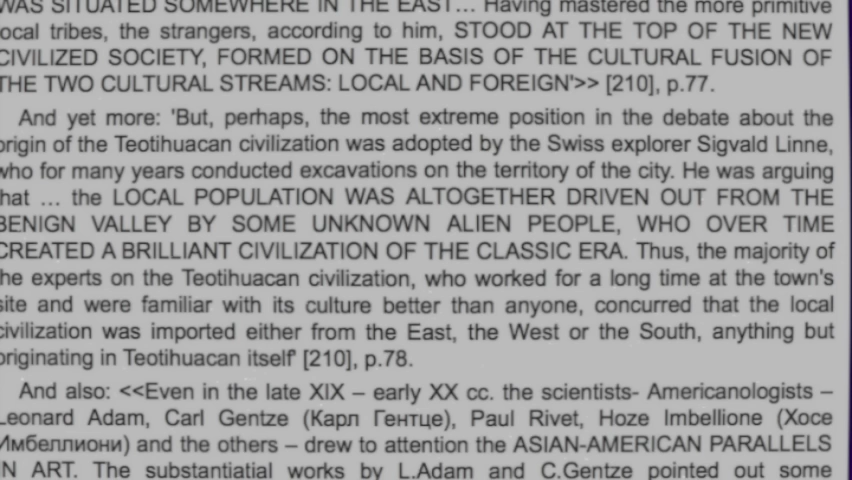 WAS SITUATED SOMEWHERE IN THE EAST… Having mastered the more primitive
local tribes, the strangers, according to him, STOOD AT THE TOP OF THE NEW
CIVILIZED SOCIETY, FORMED ON THE BASIS OF THE CULTURAL FUSION OF
THE TWO CULTURAL STREAMS: LOCAL AND FOREIGN'>> [210], p.77.
And yet more: 'But, perhaps, the most extreme position in the debate about the
origin of the Teotihuacan civilization was adopted by the Swiss explorer Sigvald Linne,
who for many years conducted excavations on the territory of the city. He was arguing
that … the LOCAL POPULATION WAS ALTOGETHER DRIVEN OUT FROM THE
BENIGN VALLEY BY SOME UNKNOWN ALIEN PEOPLE, WHO OVER TIME
CREATED A BRILLIANT CIVILIZATION OF THE CLASSIC ERA. Thus, the majority of
the experts on the Teotihuacan civilization, who worked for a long time at the town's
site and were familiar with its culture better than anyone, concurred that the local
civilization was imported either from the East, the West or the South, anything but
originating in Teotihuacan itself' [210], p.78.
And also: <<Even in the late XIX – early XX cc. the scientists- Americanologists –
Leonard Adam, Carl Gentze (Карл Гентце), Paul Rivet, Hoze Imbellione (Хосе
Имбеллиони) and the others – drew to attention the ASIAN-AMERICAN PARALLELS
IN ART. The substantiatial works by L.Adam and C.Gentze pointed out some